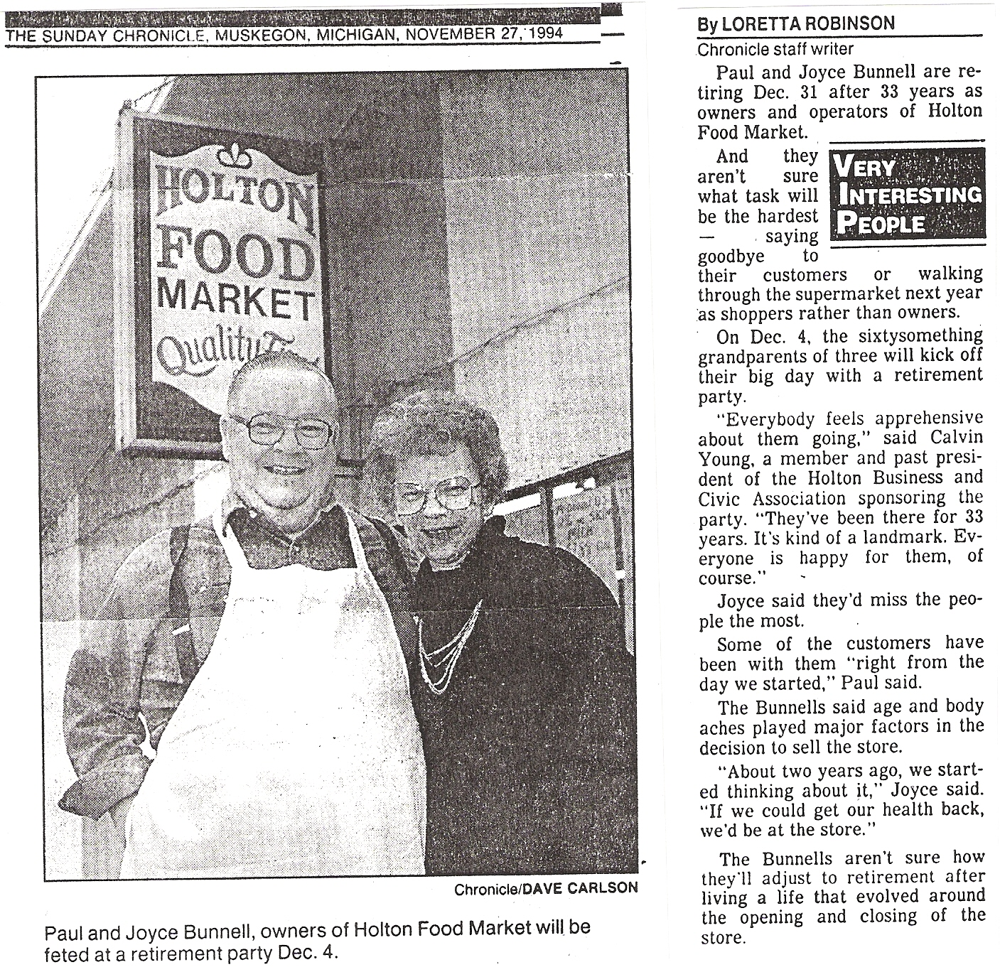 THE SUNDAY CHRONICLE, MUSKEGON, MICHIGAN, NOVEMBER 27, 1994
HOLTON
FOOD
MARKET
Quality
Chronicle/DAVE CARLSON
Paul and Joyce Bunnell, owners of Holton Food Market will be
feted at a retirement party Dec. 4.
By LORETTA ROBINSON
Chronicle staff writer
Paul and Joyce Bunnell are re-
tiring Dec. 31 after 33 years as
owners and operators of Holton
Food Market.
And they
aren't sure
what task will
be the hardest
— saying
goodbye to
their customers or walking
through the supermarket next year
as shoppers rather than owners.
VERY
INTERESTING
PEOPLE
On Dec. 4, the sixtysomething
grandparents of three will kick off
their big day with a retirement
party.
"Everybody feels apprehensive
about them going," said Calvin
Young, a member and past presi-
dent of the Holton Business and
Civic Association sponsoring the
party. "They've been there for 33
years. It's kind of a landmark. Ev-
eryone is happy for them, of
course."
Joyce said they'd miss the peo-
ple the most.
Some of the customers have
been with them "right from the
day we started," Paul said.
The Bunnells said age and body
aches played major factors in the
decision to sell the store.
"About two years ago, we start-
ed thinking about it," Joyce said.
"If we could get our health back,
we'd be at the store."
The Bunnells aren't sure how
they'll adjust to retirement after
living a life that evolved around
the opening and closing of the
store.